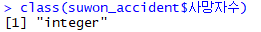 > class(suwon_accident$사망자수)
[1] "integer"